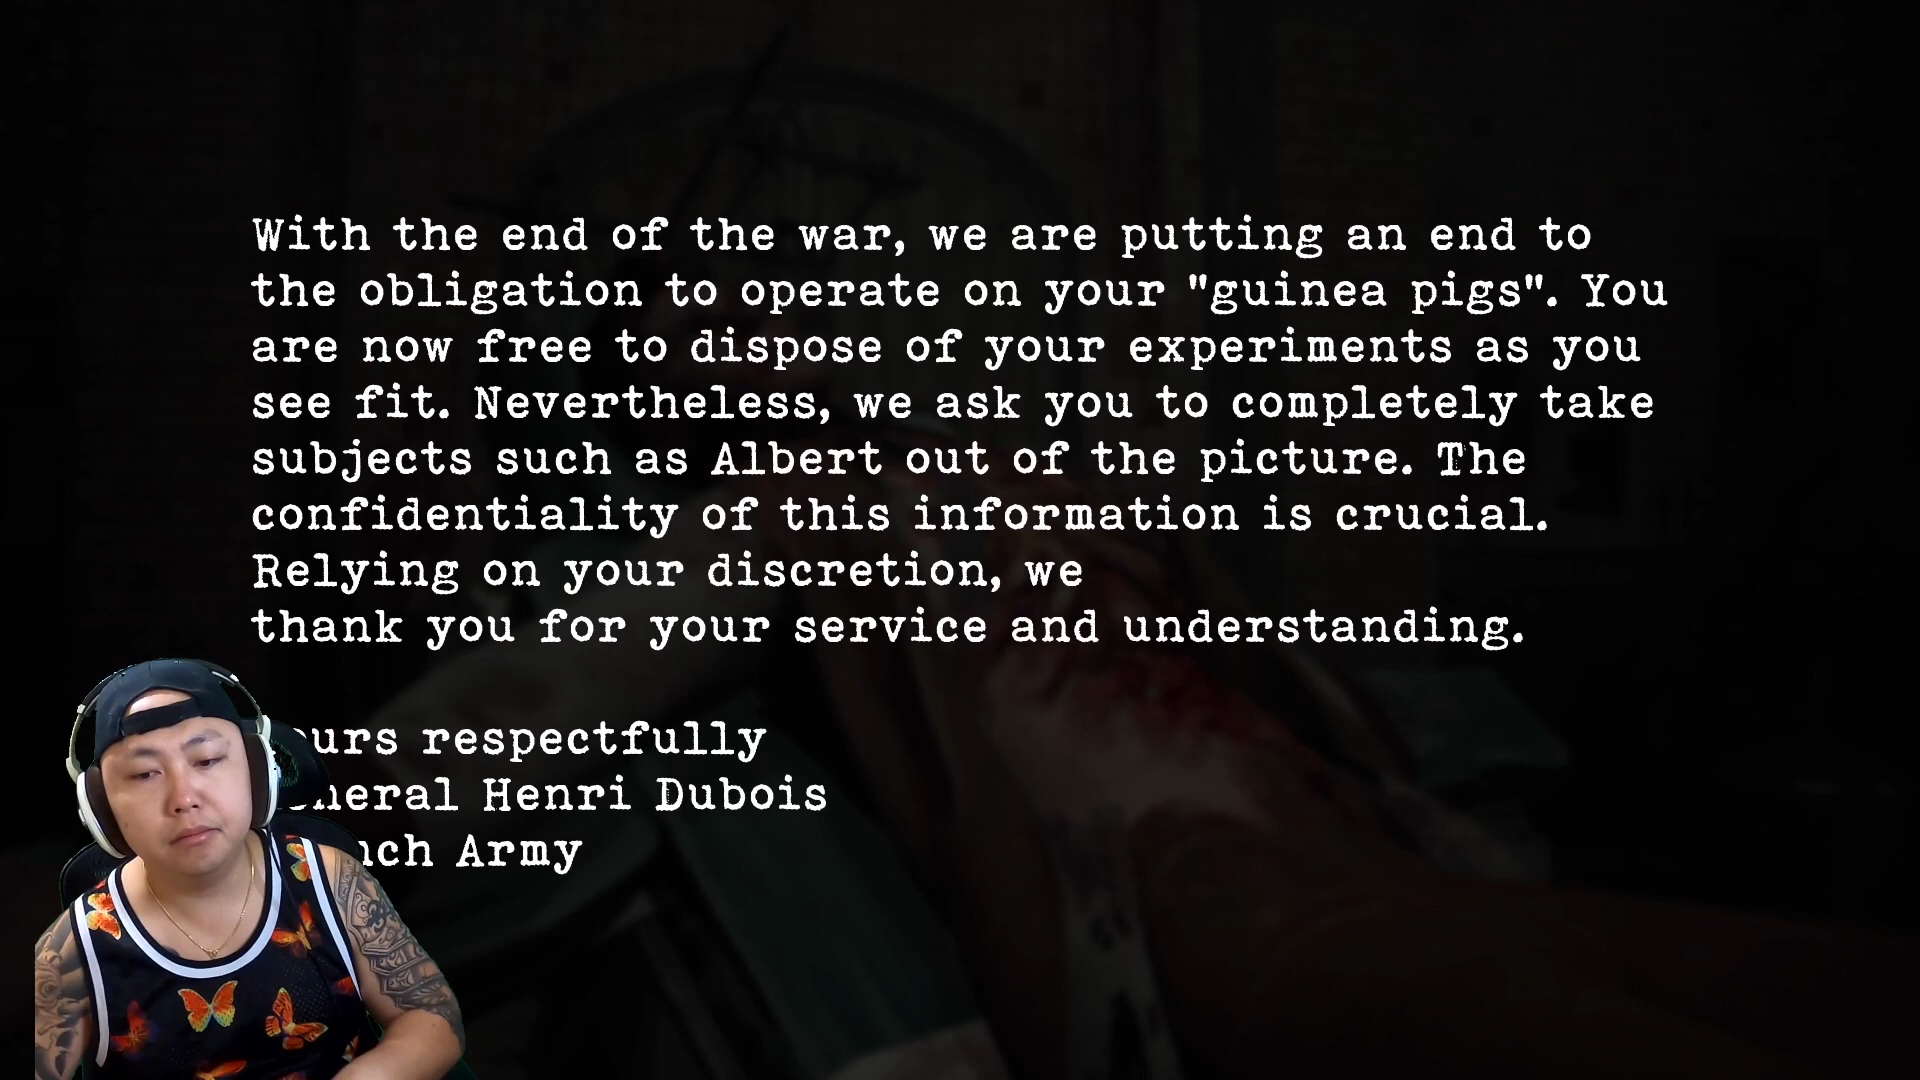 With the end of the war, we are putting an end to
the obligation to operate on your "guinea pigs". You
are now free to dispose of your experiments as you
see fit. Nevertheless, we ask you to completely take
subjects such as Albert out of the picture. The
confidentiality of this information is crucial.
Relying on your discretion, we
thank you for your service and understanding.
respectfully
Henri Dubois
Army